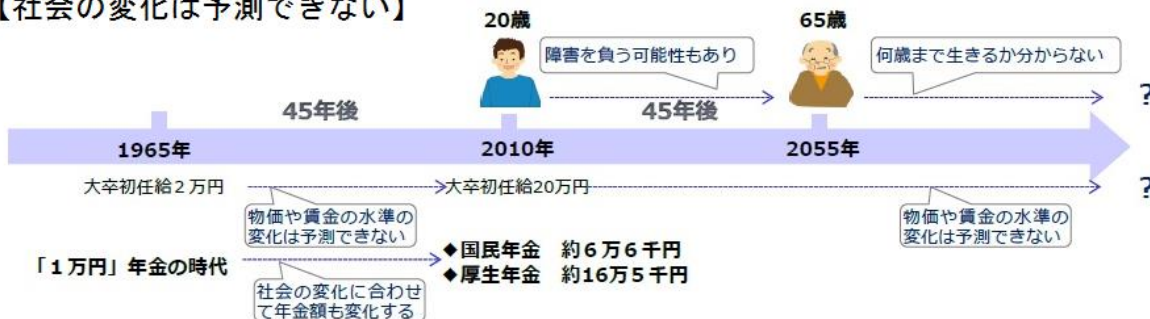 【社会の変化は予測できない】
20歳
65歳
障害を負う可能性もあり
何歳まで生きるか分からない
?
45年後
45年後
1965年
2010年
2055年
大卒初任給2万円
大卒初任給20万円
?
物価や賃金の水準の
変化は予測できない
物価や賃金の水準の
変化は予測できない
「1万円」年金の時代
◆国民年金 約6万6千円
◆厚生年金 約16万5千円
社会の変化に合わせ
て年金額も変化する